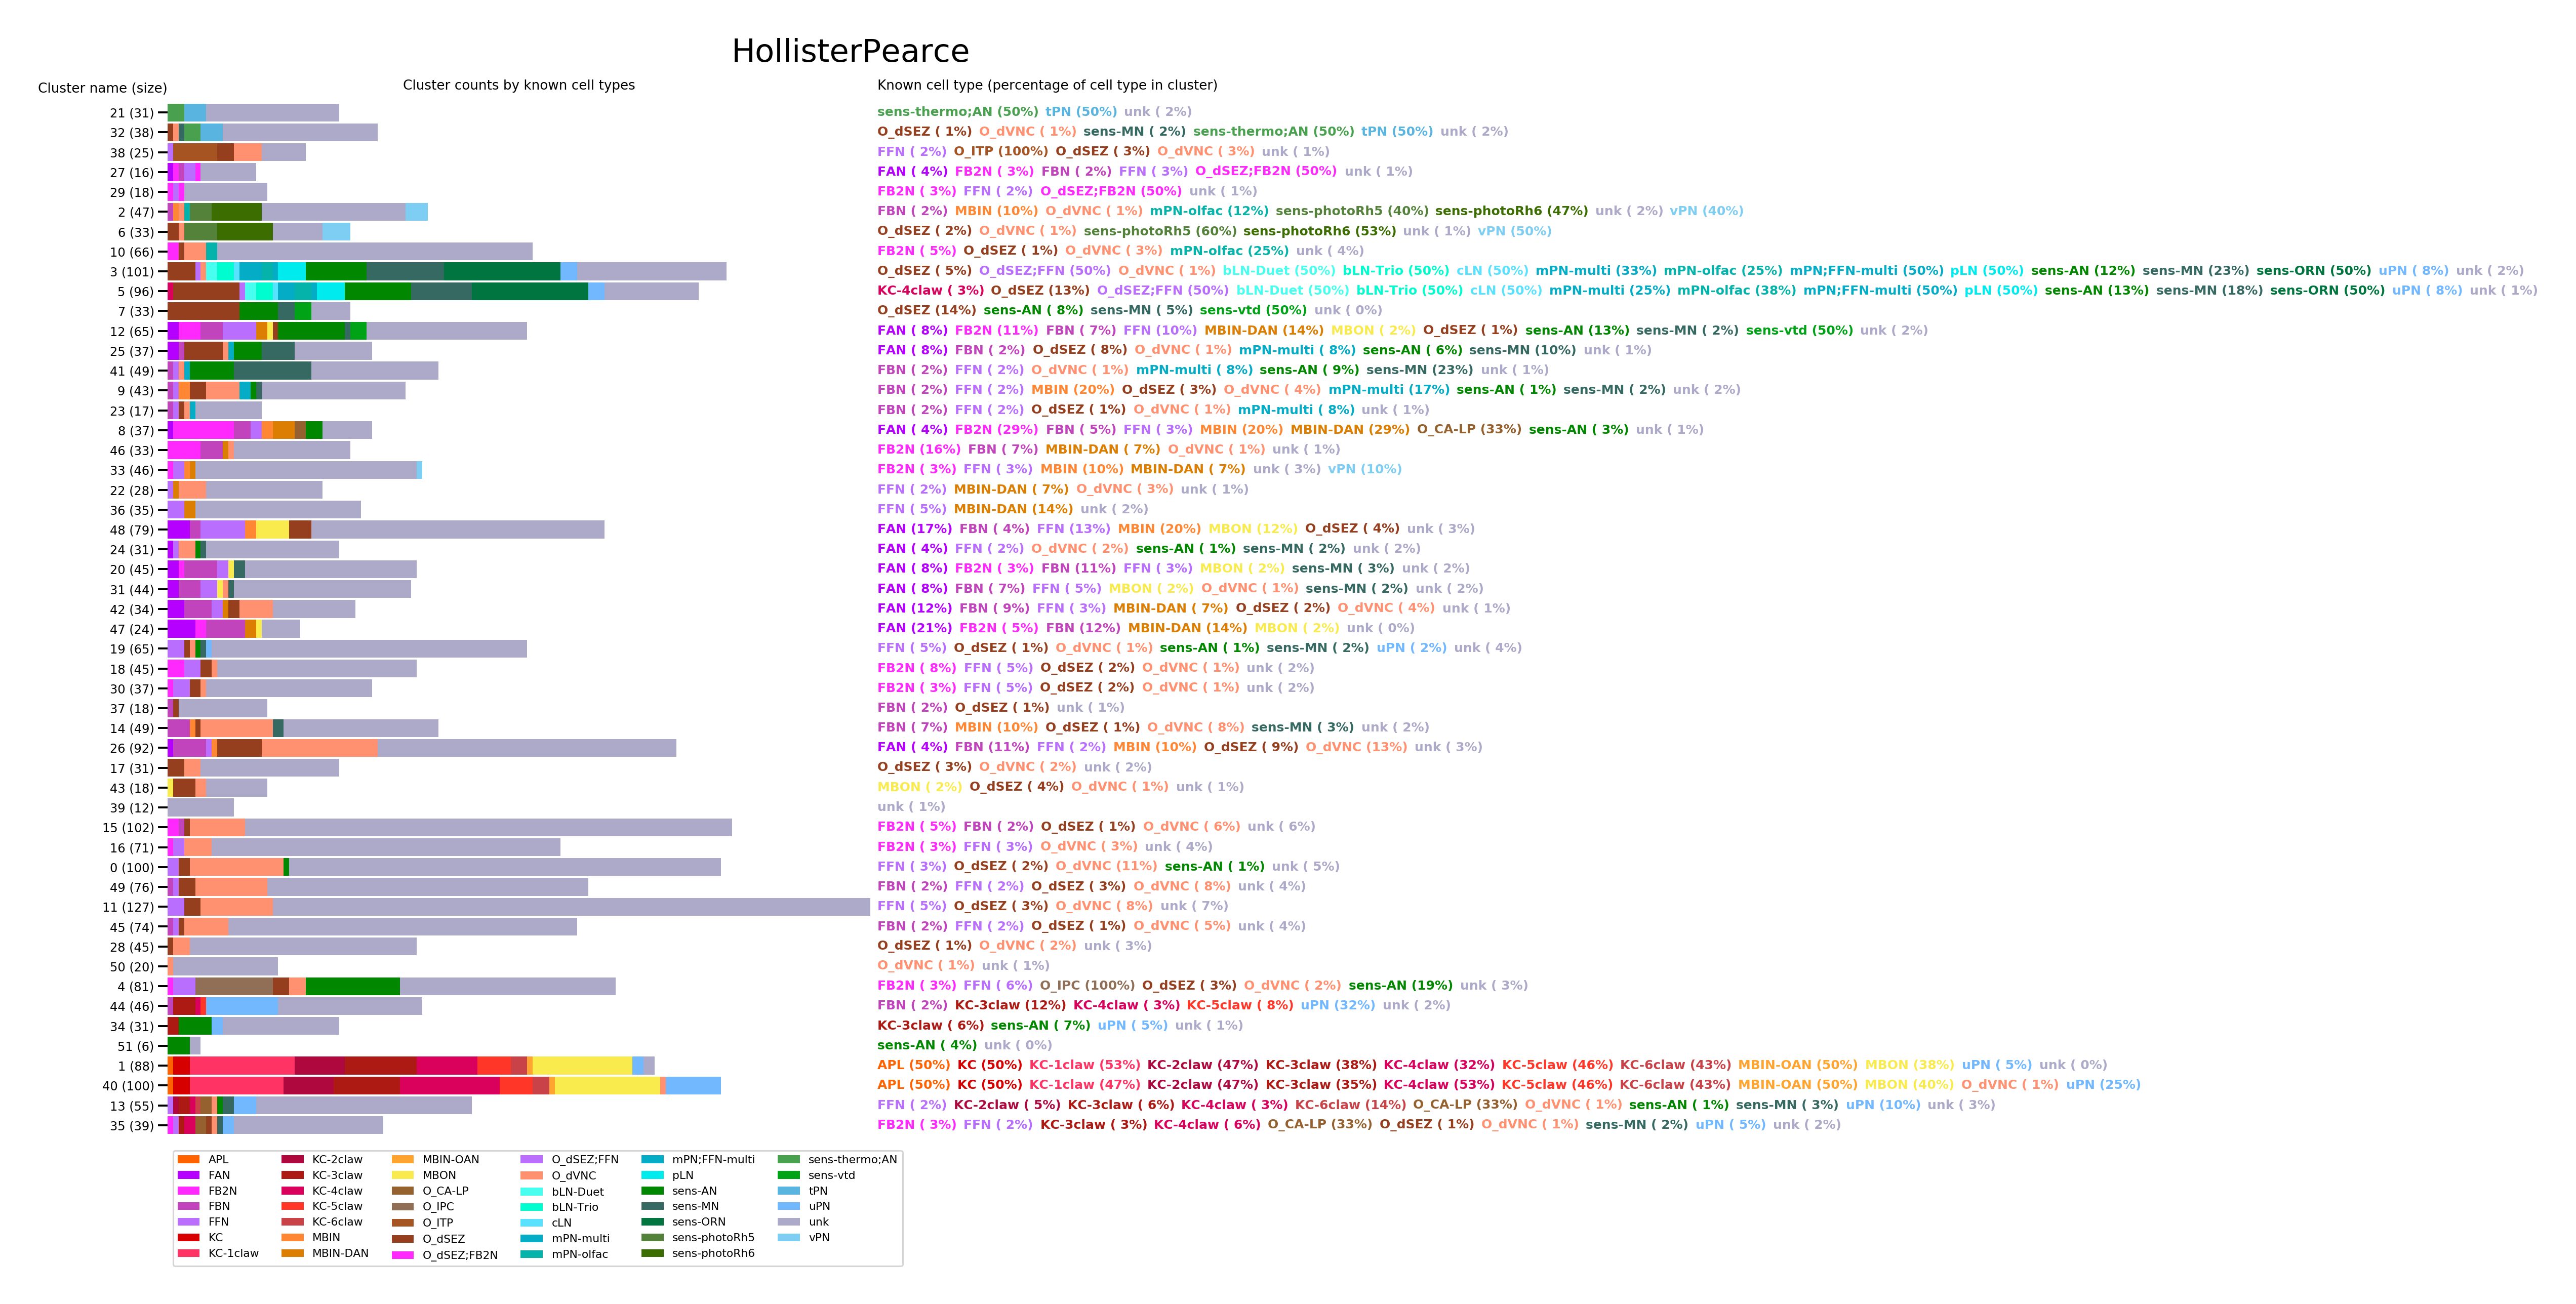 HollisterPearce
Cluster name (size) Cluster counts by known cell types Known cell type (percentage of cell type in cluster)
21 (31) sens-thermo;AN (50%) tPN (50%) unk ( 2%)
32 (38) O_dSEZ ( 1%) O_dVNC ( 1%) sens-MN ( 2%) sens-thermo;AN (50%) tPN (50%) unk ( 2%)
38 (25) FFN ( 2%) O_ITP (100%) O_dSEZ ( 3%) O_dVNC ( 3%) unk ( 1%)
27 (16) FAN ( 4%) FB2N ( 3%) FBN ( 2%) FFN ( 3%) O_dSEZ;FB2N (50%) unk ( 1%)
29 (18) FB2N ( 3%) FFN ( 2%) O_dSEZ;FB2N (50%) unk ( 1%)
2 (47) FBN ( 2%) MBIN (10%) O_dVNC ( 1%) mPN-olfac (12%) sens-photoRh5 (40%) sens-photoRh6 (47%) unk ( 2%) vPN (40%)
6 (33) O_dSEZ ( 2%) O_dVNC ( 1%) sens-photoRh5 (60%) sens-photoRh6 (53%) unk ( 1%) vPN (50%)
10 (66) FB2N ( 5%) O_dSEZ ( 1%) O_dVNC ( 3%) mPN-olfac (25%) unk ( 4%)
3 (101) O_dSEZ ( 5%) O_dSEZ;FFN (50%) O_dVNC ( 1%) bLN-Duet (50%) bLN-Trio (50%) cLN (50%) mPN-multi (33%) mPN-olfac (25%) mPN;FFN-multi (50%) pLN (50%) sens-AN (12%) sens-MN (23%) sens-ORN (50%) uPN ( 8%) unk ( 2%)
5 (96) KC-4claw ( 3%) O_dSEZ (13%) O_dSEZ;FFN (50%) bLN-Duet (50%) bLN-Trio (50%) cLN (50%) mPN-multi (25%) mPN-olfac (38%) mPN;FFN-multi (50%) pLN (50%) sens-AN (13%) sens-MN (18%) sens-ORN (50%) uPN ( 8%) unk ( 1%)
7 (33) O_dSEZ (14%) sens-AN ( 8%) sens-MN ( 5%) sens-vtd (50%) unk ( 0%)
12 (65) FAN ( 8%) FB2N (11%) FBN ( 7%) FFN (10%) MBIN-DAN (14%) MBON ( 2%) O_dSEZ ( 1%) sens-AN (13%) sens-MN ( 2%) sens-vtd (50%) unk ( 2%)
25 (37) FAN ( 8%) FBN ( 2%) O_dSEZ ( 8%) O_dVNC ( 1%) mPN-multi ( 8%) sens-AN ( 6%) sens-MN (10%) unk ( 1%)
41 (49) FBN ( 2%) FFN ( 2%) O_dVNC ( 1%) mPN-multi ( 8%) sens-AN ( 9%) sens-MN (23%) unk ( 1%)
9 (43) FBN ( 2%) FFN ( 2%) MBIN (20%) O_dSEZ ( 3%) O_dVNC ( 4%) mPN-multi (17%) sens-AN ( 1%) sens-MN ( 2%) unk ( 2%)
23 (17) FBN ( 2%) FFN ( 2%) O_dSEZ ( 1%) O_dVNC ( 1%) mPN-multi ( 8%) unk ( 1%)
8 (37) FAN ( 4%) FB2N (29%) FBN ( 5%) FFN ( 3%) MBIN (20%) MBIN-DAN (29%) O_CA-LP (33%) sens-AN ( 3%) unk ( 1%)
46 (33) FB2N (16%) FBN ( 7%) MBIN-DAN ( 7%) O_dVNC ( 1%) unk ( 1%)
33 (46) FB2N ( 3%) FFN ( 3%) MBIN (10%) MBIN-DAN ( 7%) unk ( 3%) vPN (10%)
22 (28) FFN ( 2%) MBIN-DAN ( 7%) O_dVNC ( 3%) unk ( 1%)
36 (35) FFN ( 5%) MBIN-DAN (14%) unk ( 2%)
48 (79) FAN (17%) FBN ( 4%) FFN (13%) MBIN (20%) MBON (12%) O_dSEZ ( 4%) unk ( 3%)
24 (31) FAN ( 4%) FFN ( 2%) O_dVNC ( 2%) sens-AN ( 1%) sens-MN ( 2%) unk ( 2%)
20 (45) FAN ( 8%) FB2N ( 3%) FBN (11%) FFN ( 3%) MBON ( 2%) sens-MN ( 3%) unk ( 2%)
31 (44) FAN ( 8%) FBN ( 7%) FFN ( 5%) MBON ( 2%) O_dVNC ( 1%) sens-MN ( 2%) unk ( 2%)
42 (34) FAN (12%) FBN ( 9%) FFN ( 3%) MBIN-DAN ( 7%) O_dSEZ ( 2%) O_dVNC ( 4%) unk ( 1%)
47 (24) FAN (21%) FB2N ( 5%) FBN (12%) MBIN-DAN (14%) MBON ( 2%) unk ( 0%)
19 (65) FFN ( 5%) O_dSEZ ( 1%) O_dVNC ( 1%) sens-AN ( 1%) sens-MN ( 2%) uPN ( 2%) unk ( 4%)
18 (45) FB2N ( 8%) FFN ( 5%) O_dSEZ ( 2%) O_dVNC ( 1%) unk ( 2%)
30 (37) FB2N ( 3%) FFN ( 5%) O_dSEZ ( 2%) O_dVNC ( 1%) unk ( 2%)
37 (18) FBN ( 2%) O_dSEZ ( 1%) unk ( 1%)
14 (49) FBN ( 7%) MBIN (10%) O_dSEZ ( 1%) O_dVNC ( 8%) sens-MN ( 3%) unk ( 2%)
26 (92) FAN ( 4%) FBN (11%) FFN ( 2%) MBIN (10%) O_dSEZ ( 9%) O_dVNC (13%) unk ( 3%)
17 (31) O_dSEZ ( 3%) O_dVNC ( 2%) unk ( 2%)
43 (18) MBON ( 2%) O_dSEZ ( 4%) O_dVNC ( 1%) unk ( 1%)
39 (12) unk ( 1%)
15 (102) FB2N ( 5%) FBN ( 2%) O_dSEZ ( 1%) O_dVNC ( 6%) unk ( 6%)
16 (71) FB2N ( 3%) FFN ( 3%) O_dVNC ( 3%) unk ( 4%)
0 (100) FFN ( 3%) O_dSEZ ( 2%) O_dVNC (11%) sens-AN ( 1%) unk ( 5%)
49 (76) FBN ( 2%) FFN ( 2%) O_dSEZ ( 3%) O_dVNC ( 8%) unk ( 4%)
11 (127) FFN ( 5%) O_dSEZ ( 3%) O_dVNC ( 8%) unk ( 7%)
45 (74) FBN ( 2%) FFN ( 2%) O_dSEZ ( 1%) O_dVNC ( 5%) unk ( 4%)
28 (45) O_dSEZ ( 1%) O_dVNC ( 2%) unk ( 3%)
50 (20) O_dVNC ( 1%) unk ( 1%)
4 (81) FB2N ( 3%) FFN ( 6%) O_IPC (100%) O_dSEZ ( 3%) O_dVNC ( 2%) sens-AN (19%) unk ( 3%)
44 (46) FBN ( 2%) KC-3claw (12%) KC-4claw ( 3%) KC-5claw ( 8%) uPN (32%) unk ( 2%)
34 (31) KC-3claw ( 6%) sens-AN ( 7%) uPN ( 5%) unk ( 1%)
51 (6) sens-AN ( 4%) unk ( 0%)
1 (88) APL (50%) KC (50%) KC-1claw (53%) KC-2claw (47%) KC-3claw (38%) KC-4claw (32%) KC-5claw (46%) KC-6claw (43%) MBIN-OAN (50%) MBON (38%) uPN ( 5%) unk ( 0%)
40 (100) APL (50%) KC (50%) KC-1claw (47%) KC-2claw (47%) KC-3claw (35%) KC-4claw (53%) KC-5claw (46%) KC-6claw (43%) MBIN-OAN (50%) MBON (40%) O_dVNC ( 1%) uPN (25%)
13 (55) FFN ( 2%) KC-2claw ( 5%) KC-3claw ( 6%) KC-4claw ( 3%) KC-6claw (14%) O_CA-LP (33%) O_dVNC ( 1%) sens-AN ( 1%) sens-MN ( 3%) uPN (10%) unk ( 3%)
35 (39) FB2N ( 3%) FFN ( 2%) KC-3claw ( 3%) KC-4claw ( 6%) O_CA-LP (33%) O_dSEZ ( 1%) O_dVNC ( 1%) sens-MN ( 2%) uPN ( 5%) unk ( 2%)
APL KC-2claw MBIN-OAN O_dSEZ;FFN mPN;FFN-multi sens-thermo;AN
FAN KC-3claw MBON O_dVNC pLN sens-vtd
FB2N KC-4claw O_CA-LP bLN-Duet sens-AN tPN
FBN KC-5claw O_IPC bLN-Trio sens-MN uPN
FFN KC-6claw O_ITP cLN sens-ORN unk
KC MBIN O_dSEZ mPN-multi sens-photoRh5 vPN
KC-1claw MBIN-DAN O_dSEZ;FB2N mPN-olfac sens-photoRh6